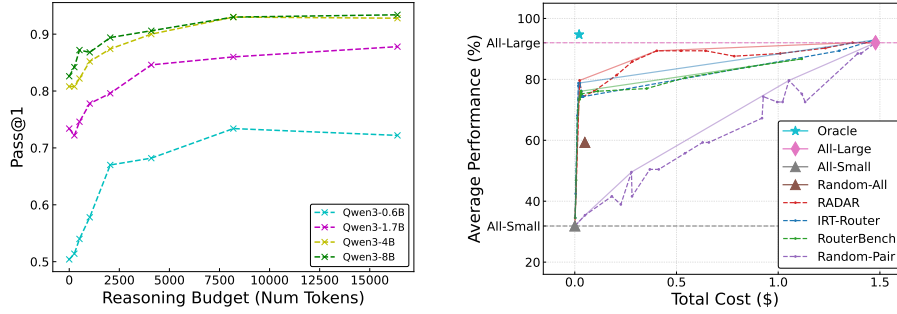 0.9
0.8
0.7
0.6
0.5
Pass@1
0
2500
5000
7500
10000
12500
15000
Reasoning Budget (Num Tokens)
Qwen3-0.6B
Qwen3-1.7B
Qwen3-4B
Qwen3-8B
100
All-Large
80
60
40
All-Small
20
Average Performance (%)
0.0
0.5
1.0
1.5
Total Cost ($)
Oracle
All-Large
All-Small
Random-All
RADAR
IRT-Router
RouterBench
Random-Pair